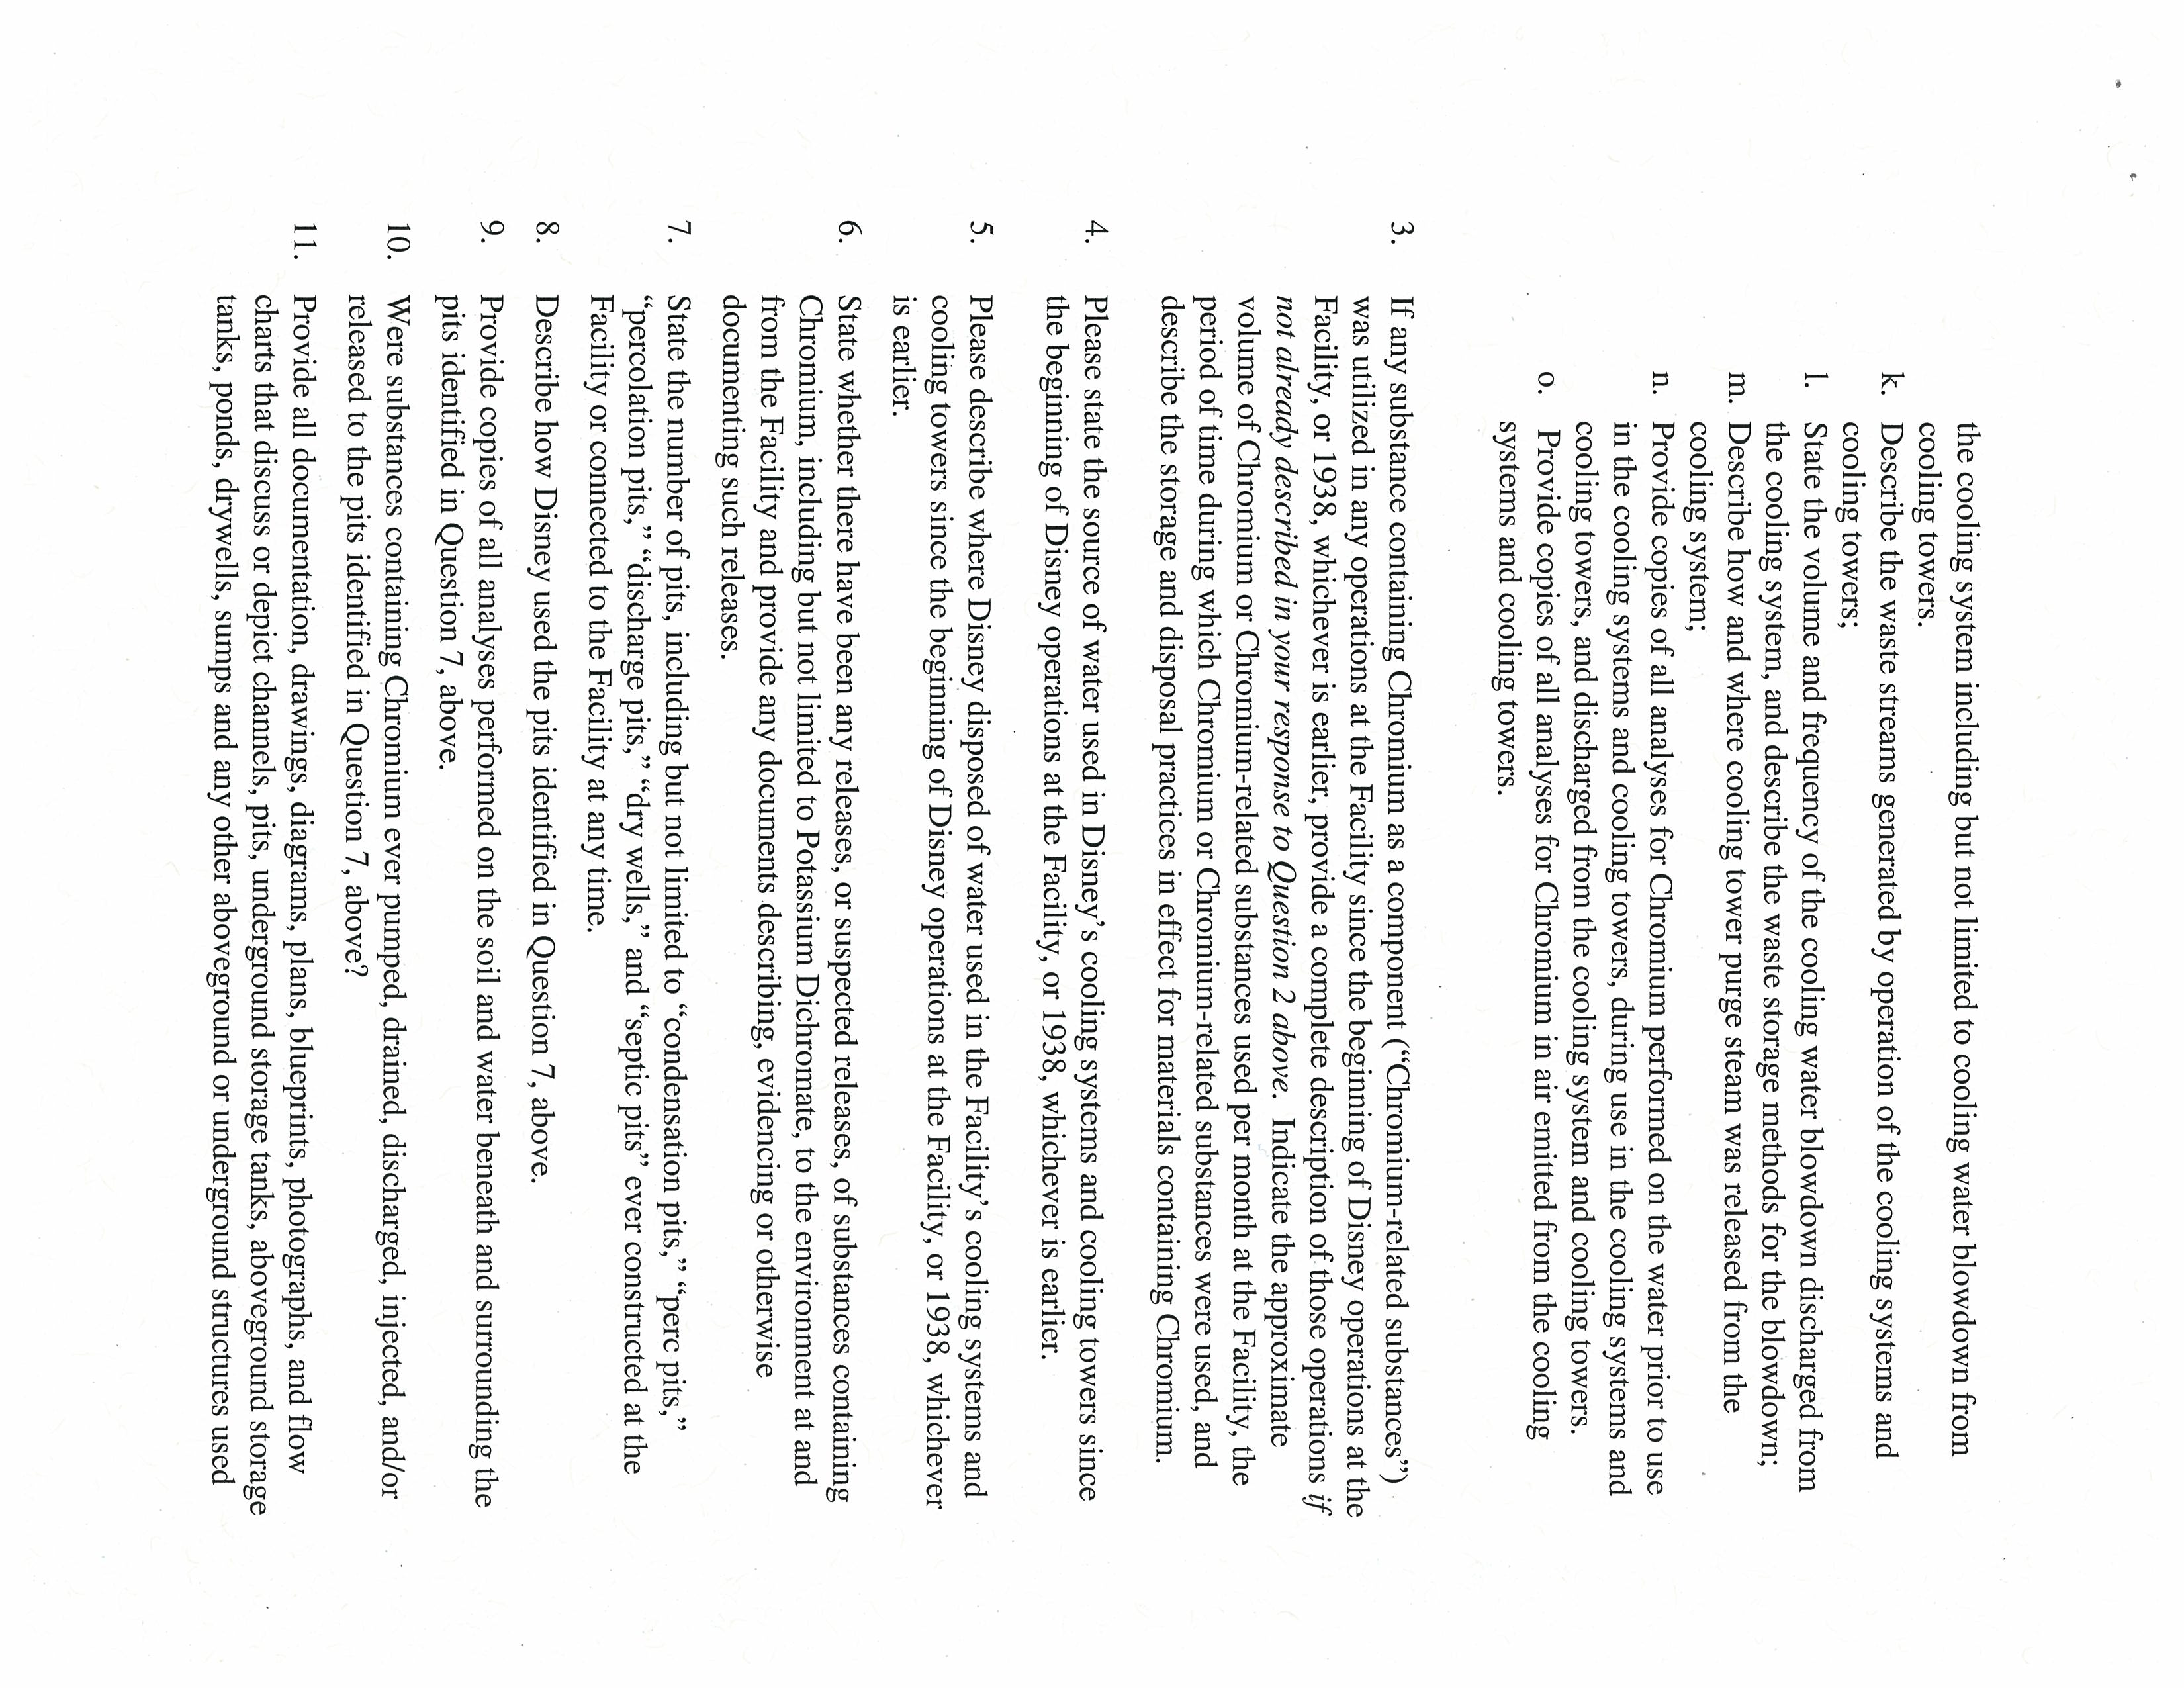 the cooling system including but not limited to cooling water blowdown from
cooling towers.
k. Describe the waste streams generated by operation of the cooling systems and
cooling towers;
l. State the volume and frequency of the cooling water blowdown discharged from
the cooling system, and describe the waste storage methods for the blowdown;
m. Describe how and where cooling tower purge steam was released from the
cooling system;
n. Provide copies of all analyses for Chromium performed on the water prior to use
in the cooling systems and cooling towers, during use in the cooling systems and
cooling towers, and discharged from the cooling system and cooling towers.
o. Provide copies of all analyses for Chromium in air emitted from the cooling
systems and cooling towers.
3. If any substance containing Chromium as a component (“Chromium-related substances”)
was utilized in any operations at the Facility since the beginning of Disney operations at the
Facility, or 1938, whichever is earlier, provide a complete description of those operations if
not already described in your response to Question 2 above. Indicate the approximate
volume of Chromium or Chromium-related substances used per month at the Facility, the
period of time during which Chromium or Chromium-related substances were used, and
describe the storage and disposal practices in effect for materials containing Chromium.
4. Please state the source of water used in Disney’s cooling systems and cooling towers since
the beginning of Disney operations at the Facility, or 1938, whichever is earlier.
5. Please describe where Disney disposed of water used in the Facility’s cooling systems and
cooling towers since the beginning of Disney operations at the Facility, or 1938, whichever
is earlier.
6. State whether there have been any releases, or suspected releases, of substances containing
Chromium, including but not limited to Potassium Dichromate, to the environment at and
from the Facility and provide any documents describing, evidencing or otherwise
documenting such releases.
7. State the number of pits, including but not limited to “condensation pits,” “perc pits,”
“percolation pits,” “discharge pits,” “dry wells,” and “septic pits” ever constructed at the
Facility or connected to the Facility at any time.
8. Describe how Disney used the pits identified in Question 7, above.
9. Provide copies of all analyses performed on the soil and water beneath and surrounding the
pits identified in Question 7, above.
10. Were substances containing Chromium ever pumped, drained, discharged, injected, and/or
released to the pits identified in Question 7, above?
11. Provide all documentation, drawings, diagrams, plans, blueprints, photographs, and flow
charts that discuss or depict channels, pits, underground storage tanks, aboveground storage
tanks, ponds, drywells, sumps and any other aboveground or underground structures used